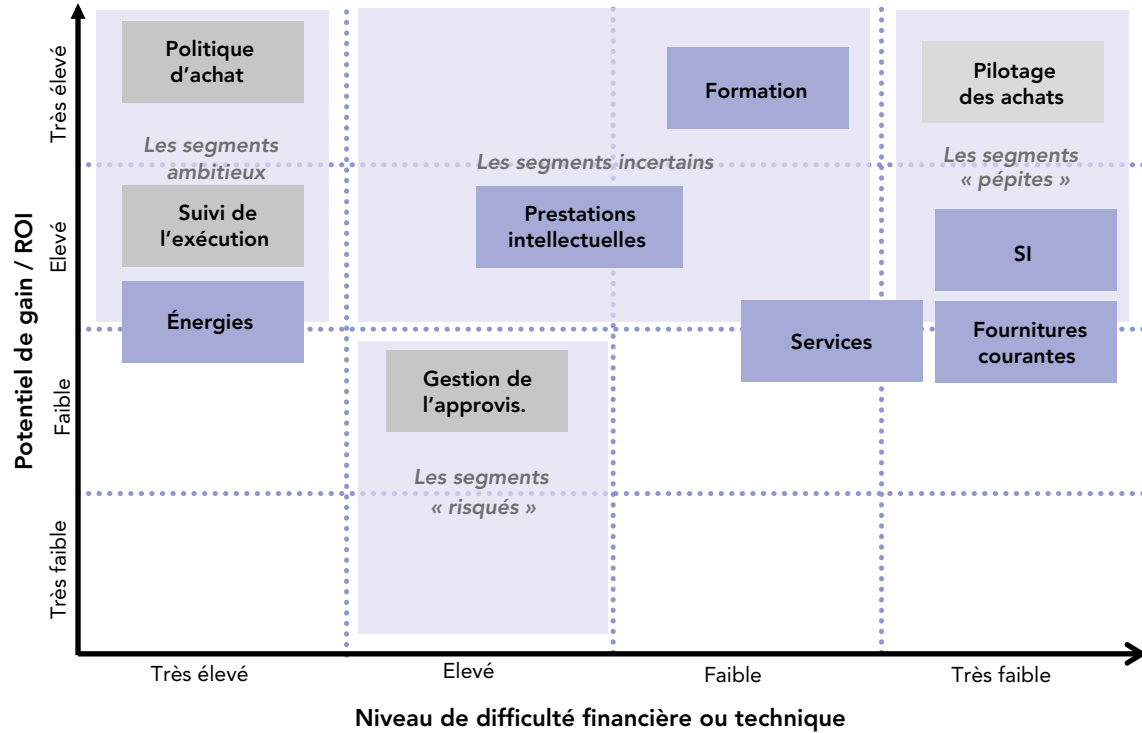 Potentiel de gain / ROI
Très élevé
Elevé
Faible
Très faible
Politique
d’achat
Formation
Pilotage
des achats
Les segments
ambitieux
Les segments incertains
Les segments
« pépites »
Suivi de
l’exécution
Prestations
intellectuelles
SI
Énergies
Services
Fournitures
courantes
Gestion de
l’approvis.
Les segments
« risqués »
Très élevé
Elevé
Faible
Très faible
Niveau de difficulté financière ou technique